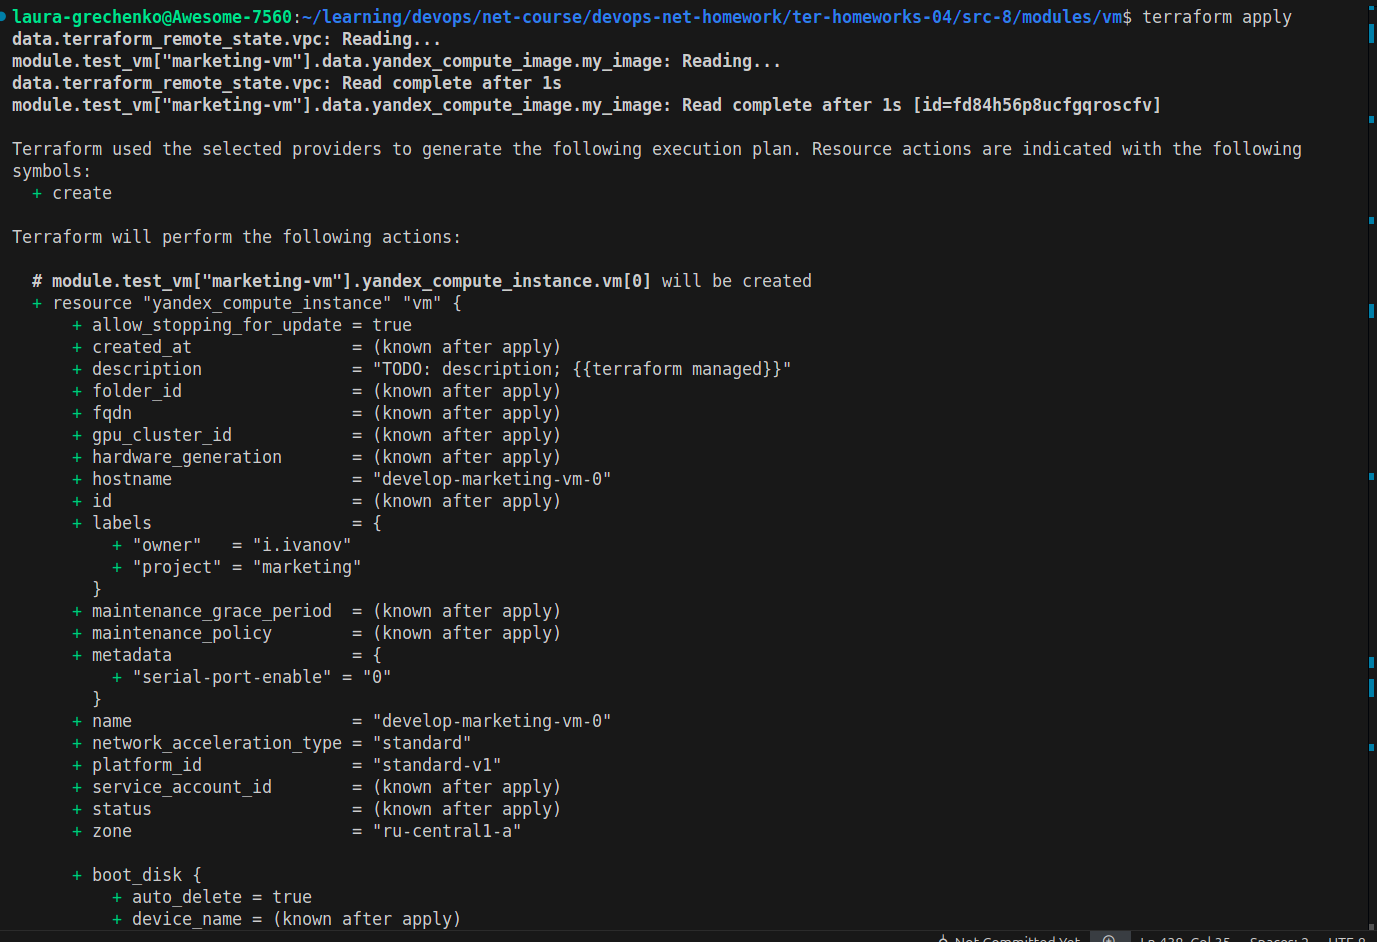 laura-grechenko@Awesome-7560:~/learning/devops/net-course/devops-net-homework/ter-homeworks-04/src-8/modules/vm$ terraform apply
data.terraform_remote_state.vpc: Reading...
module.test_vm["marketing-vm"].data.yandex_compute_image.my_image: Reading...
data.terraform_remote_state.vpc: Read complete after 1s
module.test_vm["marketing-vm"].data.yandex_compute_image.my_image: Read complete after 1s [id=fd84h56p8ucfgqroscfv]

Terraform used the selected providers to generate the following execution plan. Resource actions are indicated with the following
symbols:
  + create

Terraform will perform the following actions:

  # module.test_vm["marketing-vm"].yandex_compute_instance.vm[0] will be created
  + resource "yandex_compute_instance" "vm" {
      + allow_stopping_for_update = true
      + created_at                = (known after apply)
      + description               = "TODO: description; {{terraform managed}}"
      + folder_id                 = (known after apply)
      + fqdn                      = (known after apply)
      + gpu_cluster_id            = (known after apply)
      + hardware_generation       = (known after apply)
      + hostname                  = "develop-marketing-vm-0"
      + id                        = (known after apply)
      + labels                    = {
          + "owner"   = "i.ivanov"
          + "project" = "marketing"
        }
      + maintenance_grace_period  = (known after apply)
      + maintenance_policy        = (known after apply)
      + metadata                  = {
          + "serial-port-enable" = "0"
        }
      + name                      = "develop-marketing-vm-0"
      + network_acceleration_type = "standard"
      + platform_id               = "standard-v1"
      + service_account_id        = (known after apply)
      + status                    = (known after apply)
      + zone                      = "ru-central1-a"

      + boot_disk {
          + auto_delete = true
          + device_name = (known after apply)
Not Committed Yet Ln 438, Col 35 Spaces: 2 UTF-8